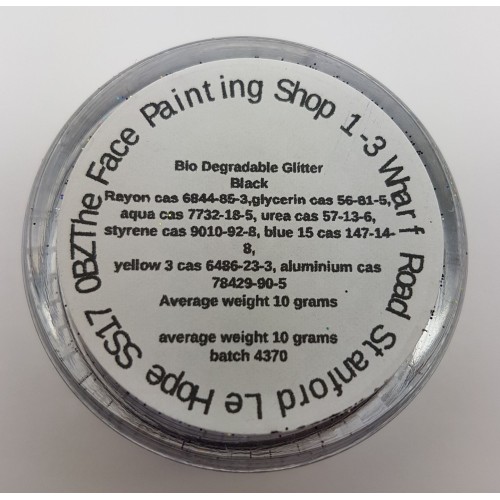 The Face Painting Shop 1-3 Wharf Road Stanford Le Hope SS17 0BZ
Bio Degradable Glitter
Black
Rayon cas 6844-85-3,glycerin cas 56-81-5,
aqua cas 7732-18-5, urea cas 57-13-6,
styrene cas 9010-92-8, blue 15 cas 147-14-
8,
yellow 3 cas 6486-23-3, aluminium cas
78429-90-5
Average weight 10 grams
average weight 10 grams
batch 4370